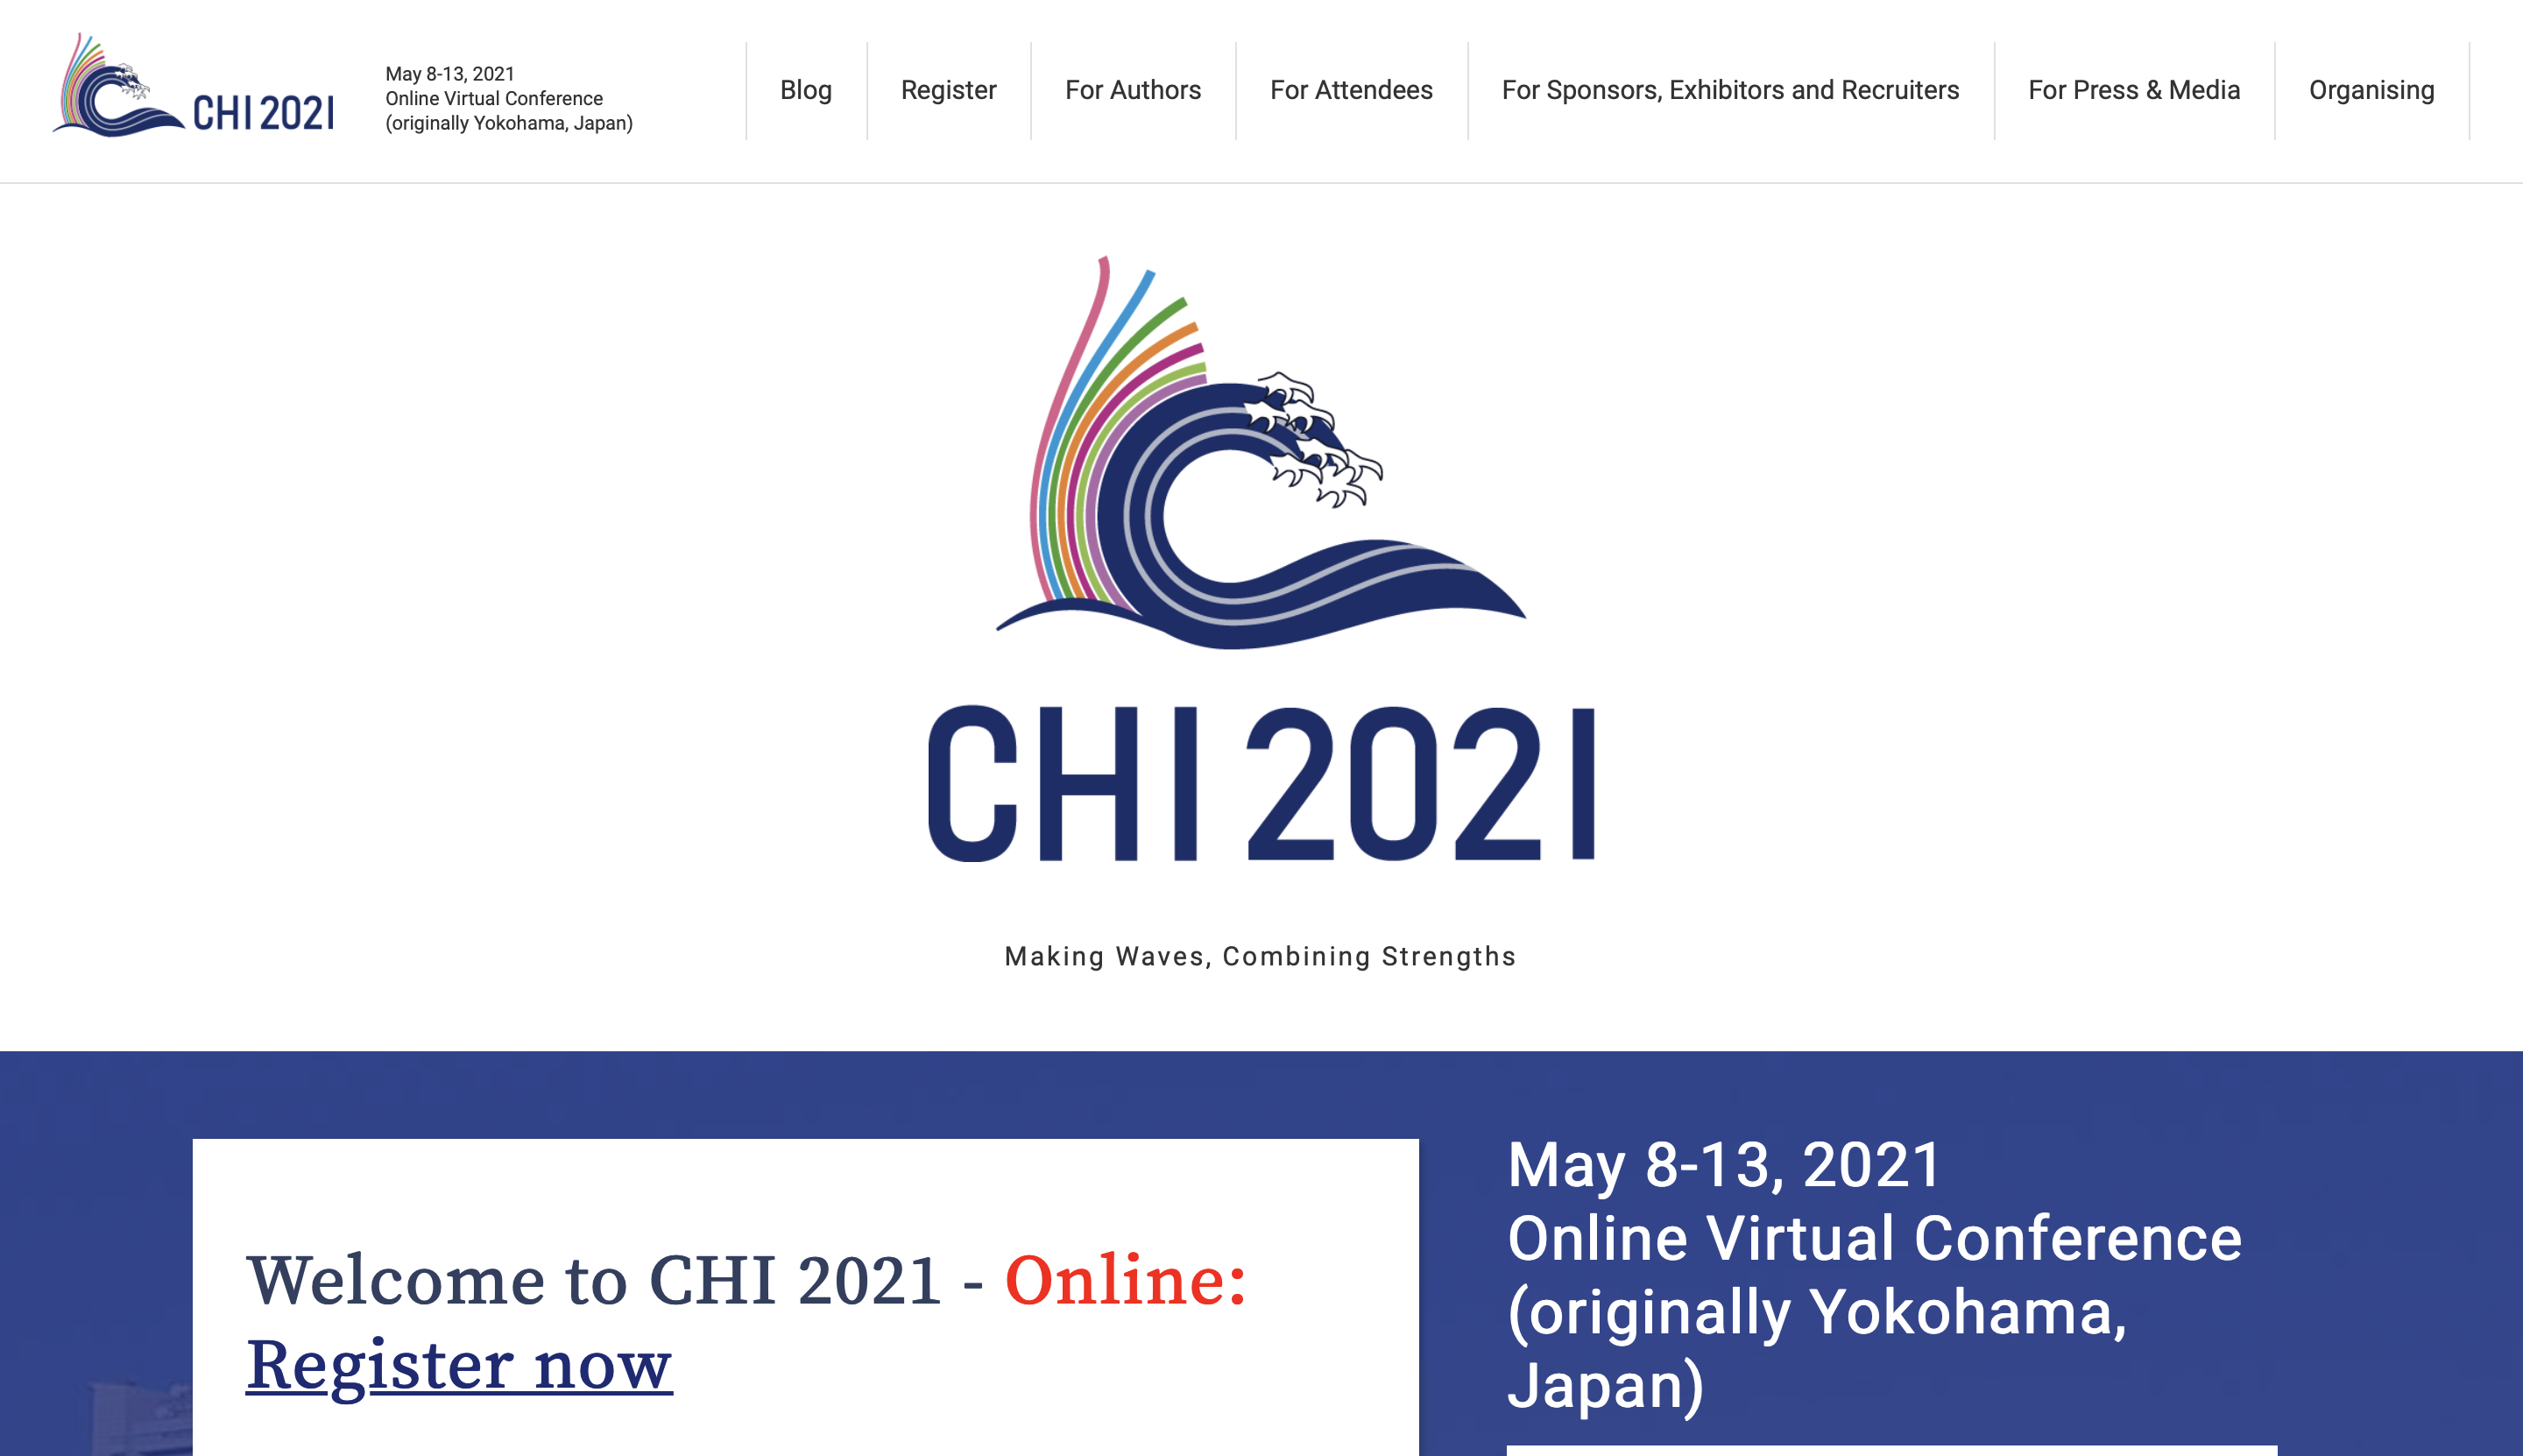 CHI 2021
May 8-13, 2021
Online Virtual Conference
(originally Yokohama, Japan)
Blog
Register
For Authors
For Attendees
For Sponsors, Exhibitors and Recruiters
For Press & Media
Organising
CHI 2021
Making Waves, Combining Strengths
Welcome to CHI 2021 - Online:
Register now
May 8-13, 2021
Online Virtual Conference
(originally Yokohama,
Japan)